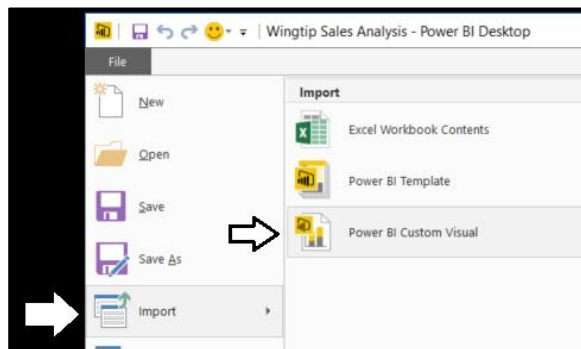 Wingtip Sales Analysis - Power BI Desktop
File
New
Open
Save
Save As
Import
Import
Excel Workbook Contents
Power BI Template
Power BI Custom Visual